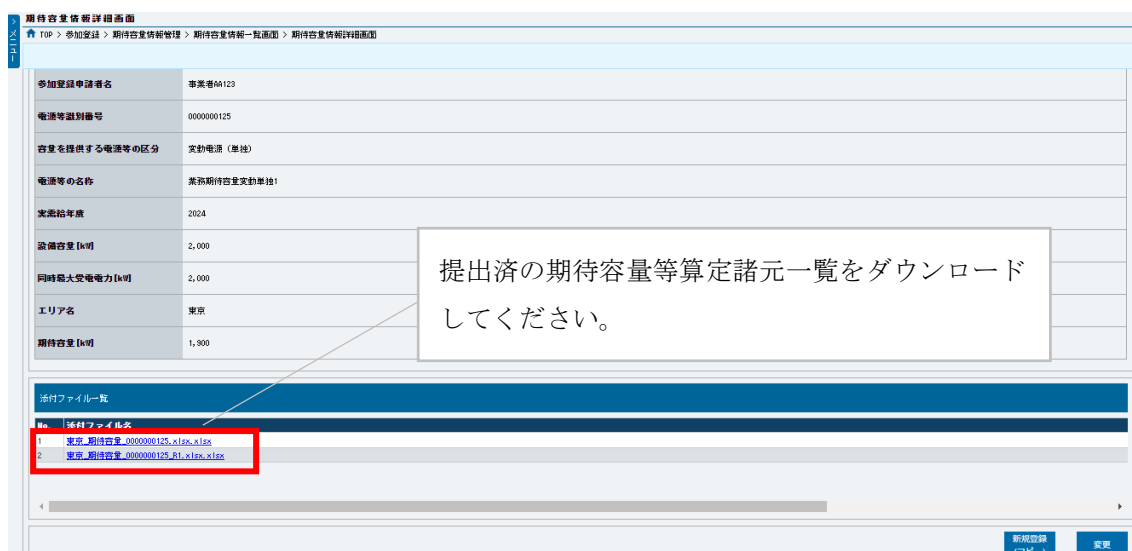 期待容量情報詳細画面
> メニュー
TOP > 参加登録 > 期待容量情報管理 > 期待容量情報一覧画面 > 期待容量情報詳細画面
参加登録申請者名 事業者AA123
電源等識別番号 0000000125
容量を提供する電源等の区分 変動電源（単独）
電源等の名称 業務期待容量変動単独1
実需給年度 2024
設備容量[kW] 2,000
同時最大受電電力[kW] 2,000
エリア名 東京
期待容量[kW] 1,900
提出済の期待容量等算定諸元一覧をダウンロード
してください。
添付ファイル一覧
No. 添付ファイル名
1 東京_期待容量_0000000125.xlsx.xlsx
2 東京_期待容量_0000000125_R1.xlsx.xlsx
新規登録
変更